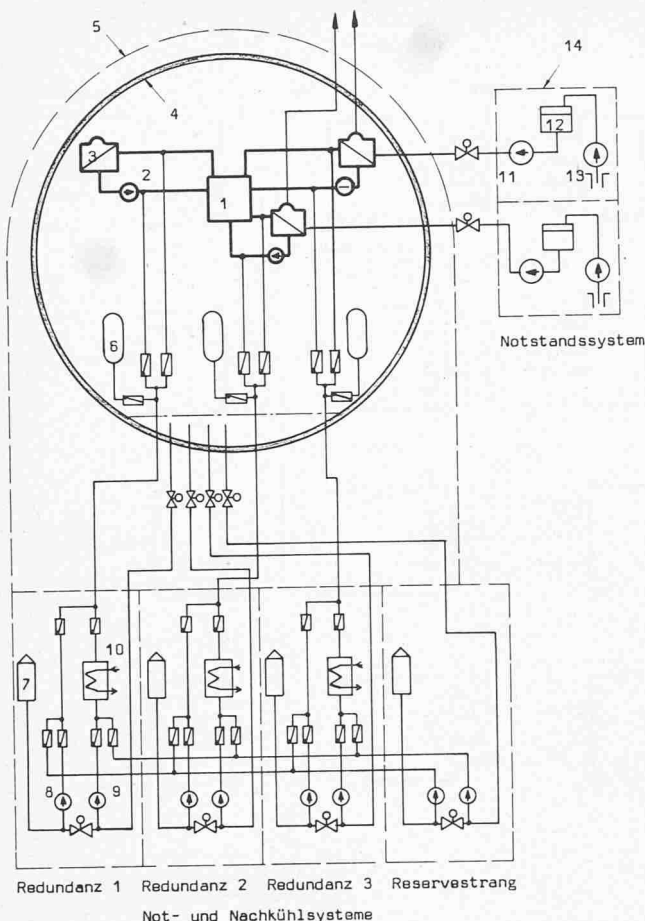 5
4
14
3
2
1
12
11
13
6
Notstandssystem
10
7
8
9
Redundanz 1
Redundanz 2
Redundanz 3
Reservestrang
Not- und Nachkühlsysteme